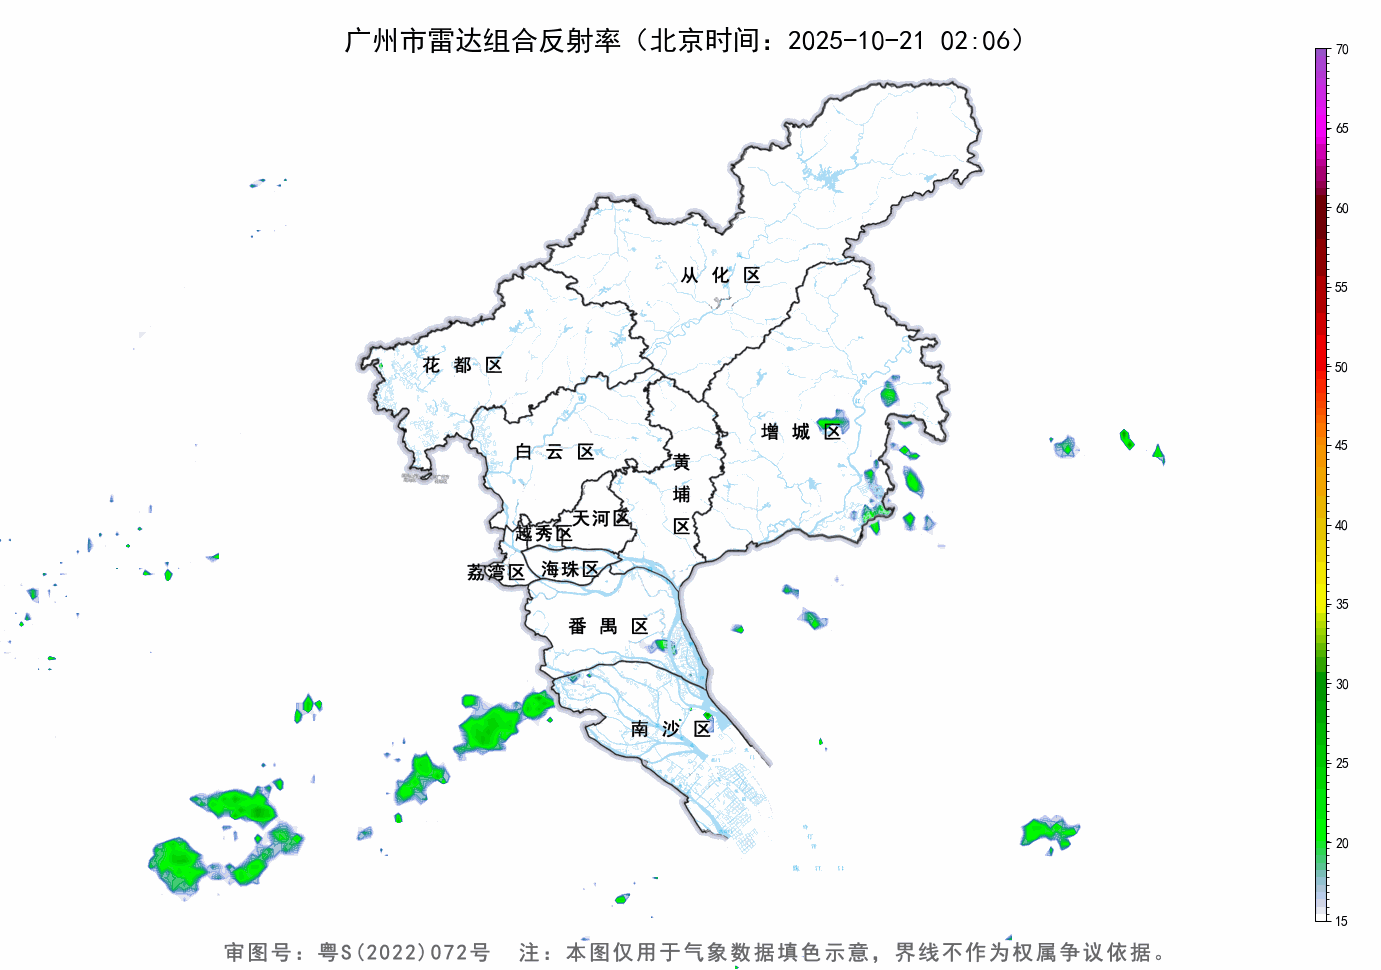 广州市雷达组合反射率（北京时间：2025-10-21 02:06）
70
65
60
55
50
45
40
35
30
25
20
15
从化区
花都区
增城区
白云区
黄埔区
天河区
越秀区
荔湾区
海珠区
番禺区
南沙区
审图号：粤S(2022)072号 注：本图仅用于气象数据填色示意，界线不作为权属争议依据。